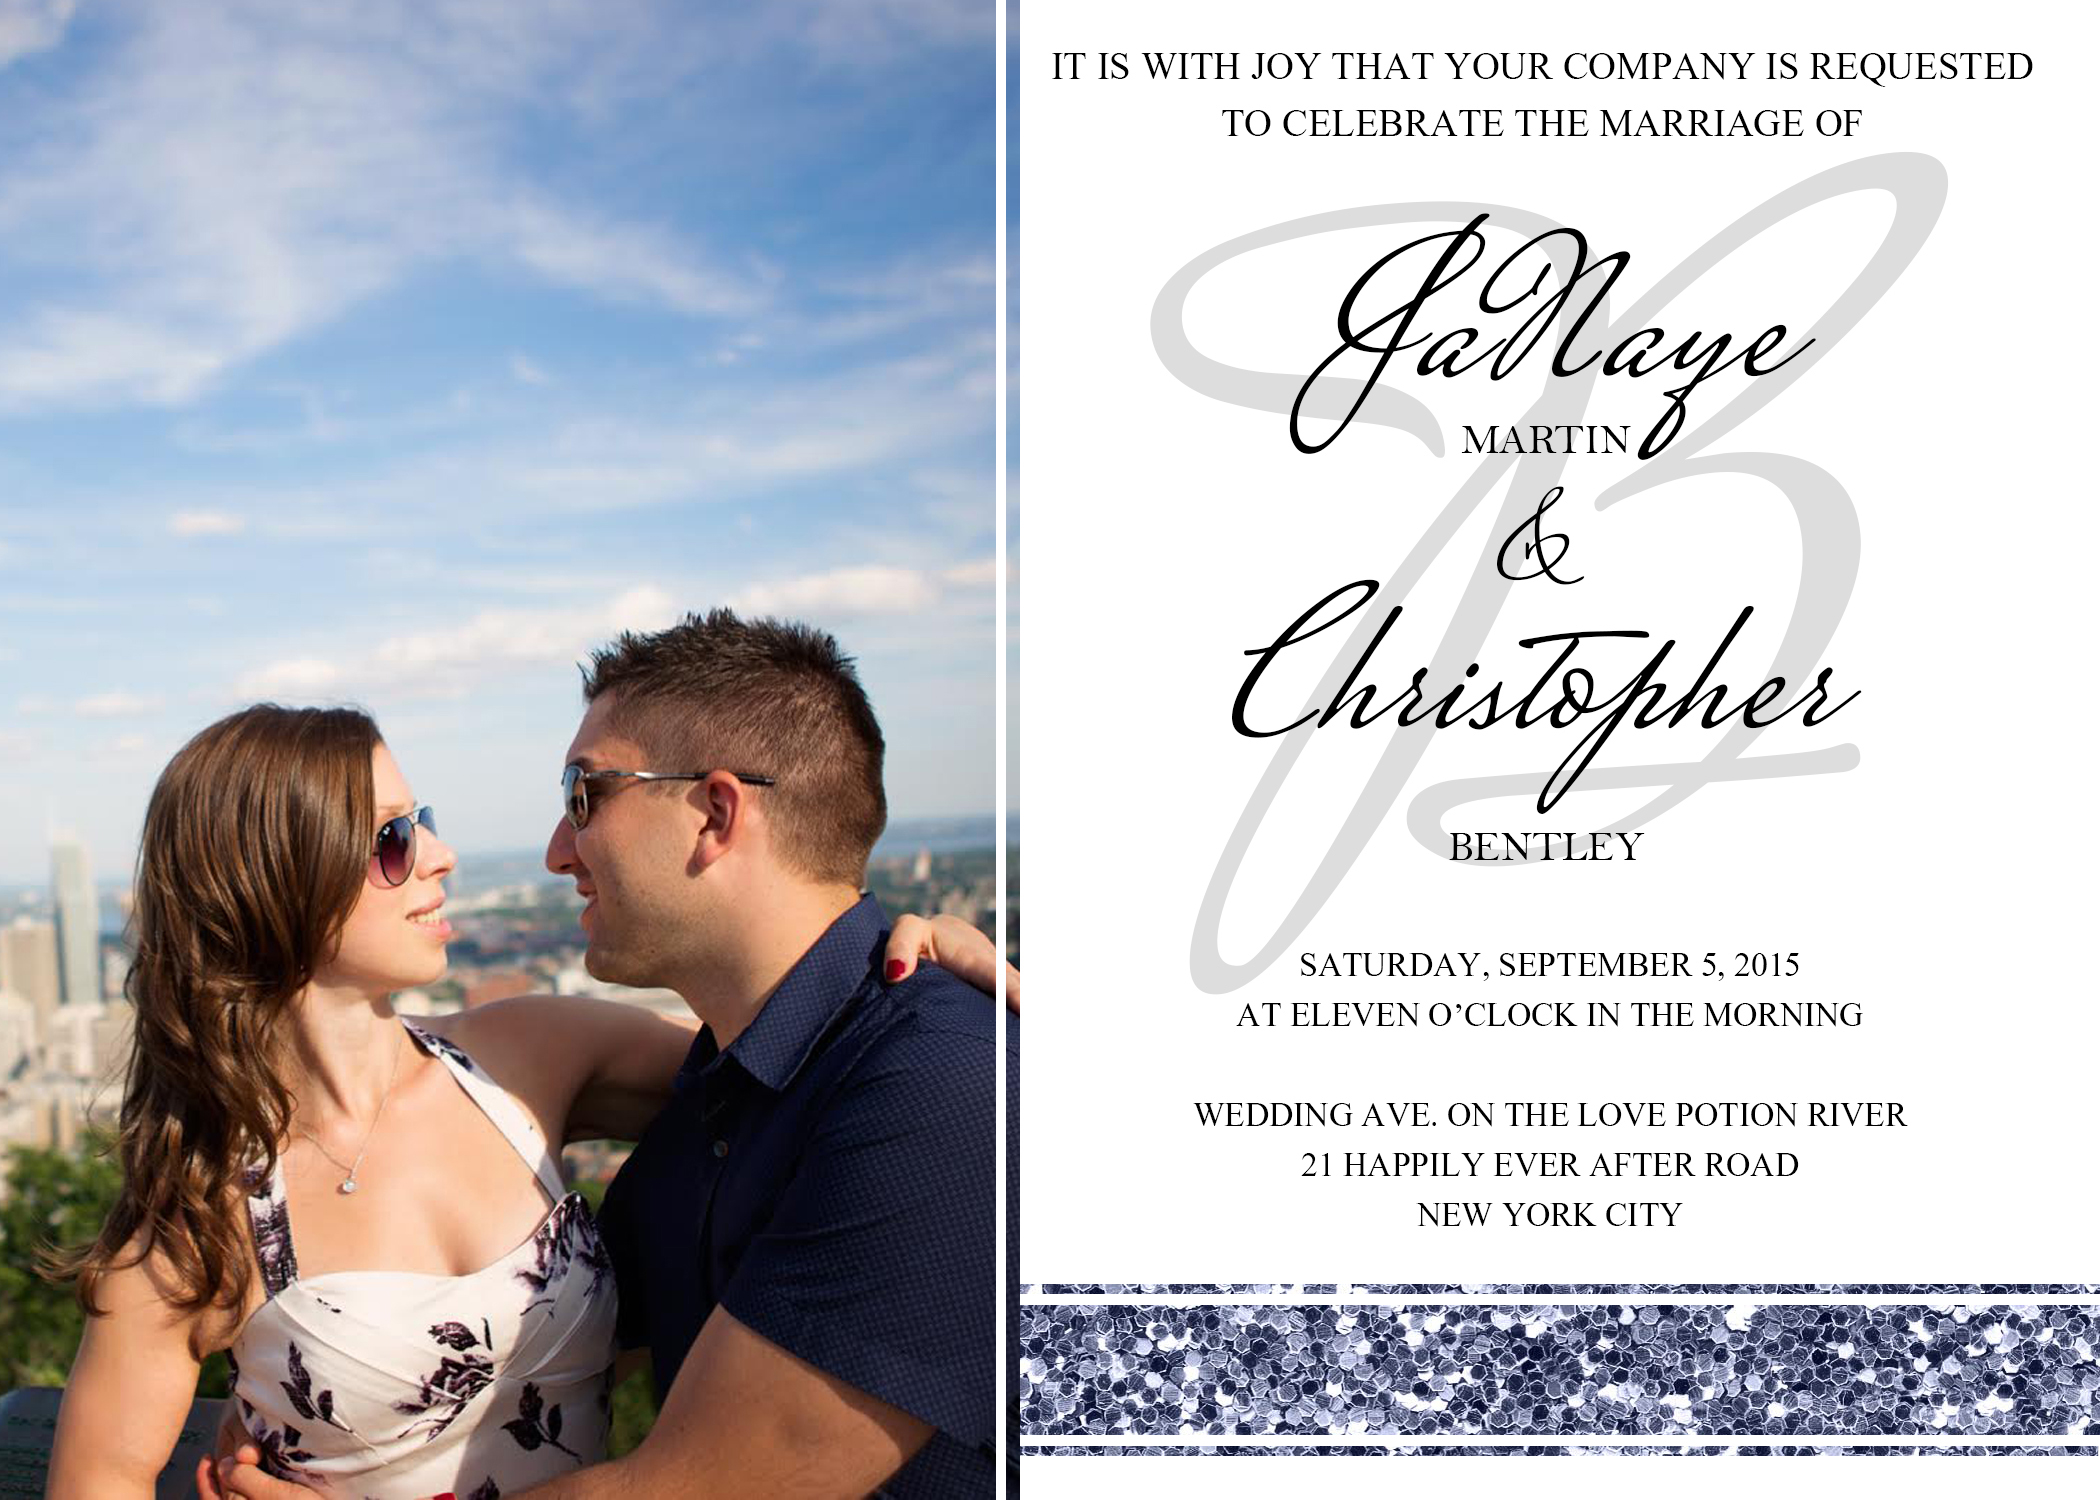 IT IS WITH JOY THAT YOUR COMPANY IS REQUESTED
TO CELEBRATE THE MARRIAGE OF
B
JaNaye
MARTIN
&
Christopher
BENTLEY
SATURDAY, SEPTEMBER 5, 2015
AT ELEVEN O’CLOCK IN THE MORNING
WEDDING AVE. ON THE LOVE POTION RIVER
21 HAPPILY EVER AFTER ROAD
NEW YORK CITY